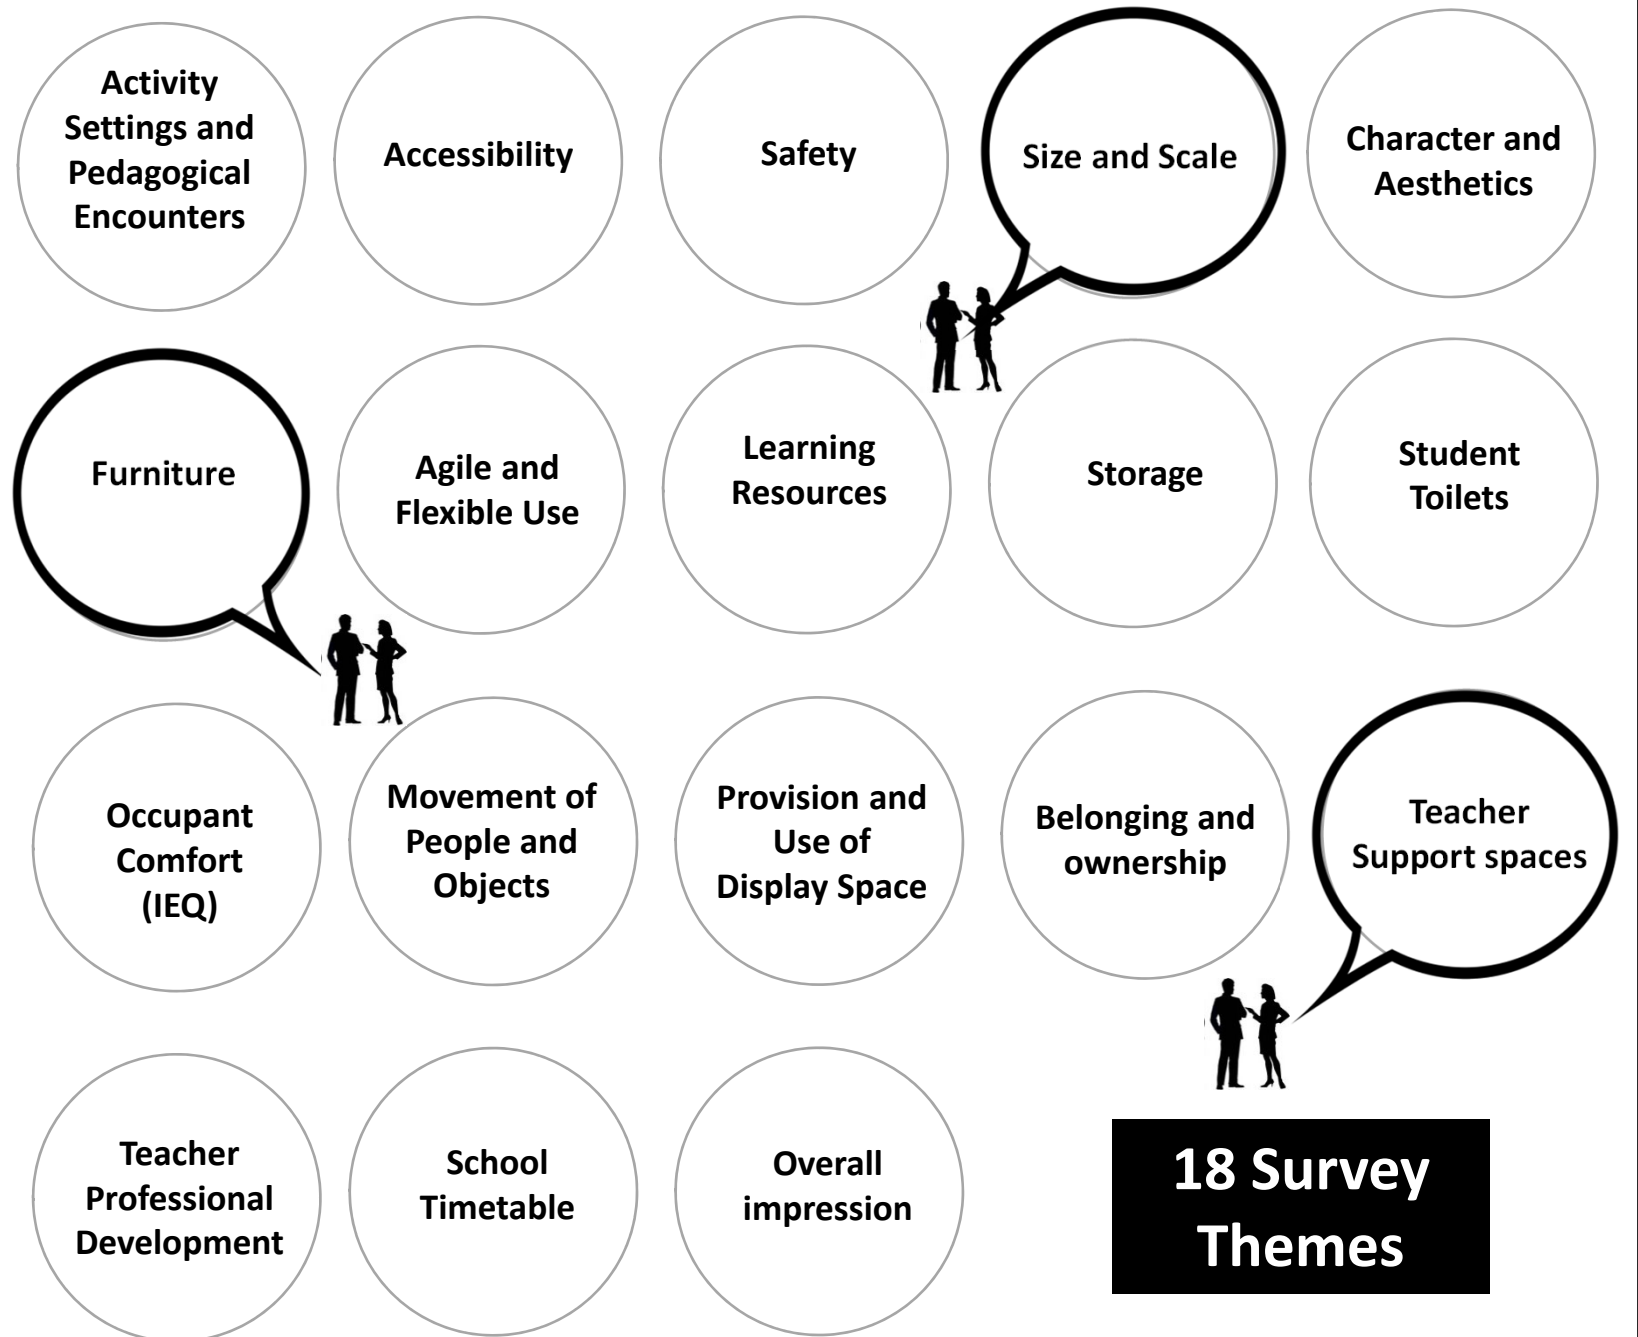 Activity
Settings and
Pedagogical
Encounters
Accessibility
Safety
Size and Scale
Character and
Aesthetics
Furniture
Agile and
Flexible Use
Learning
Resources
Storage
Student
Toilets
Occupant
Comfort
(IEQ)
Movement of
People and
Objects
Provision and
Use of
Display Space
Belonging and
ownership
Teacher
Support spaces
Teacher
Professional
Development
School
Timetable
Overall
impression
18 Survey
Themes